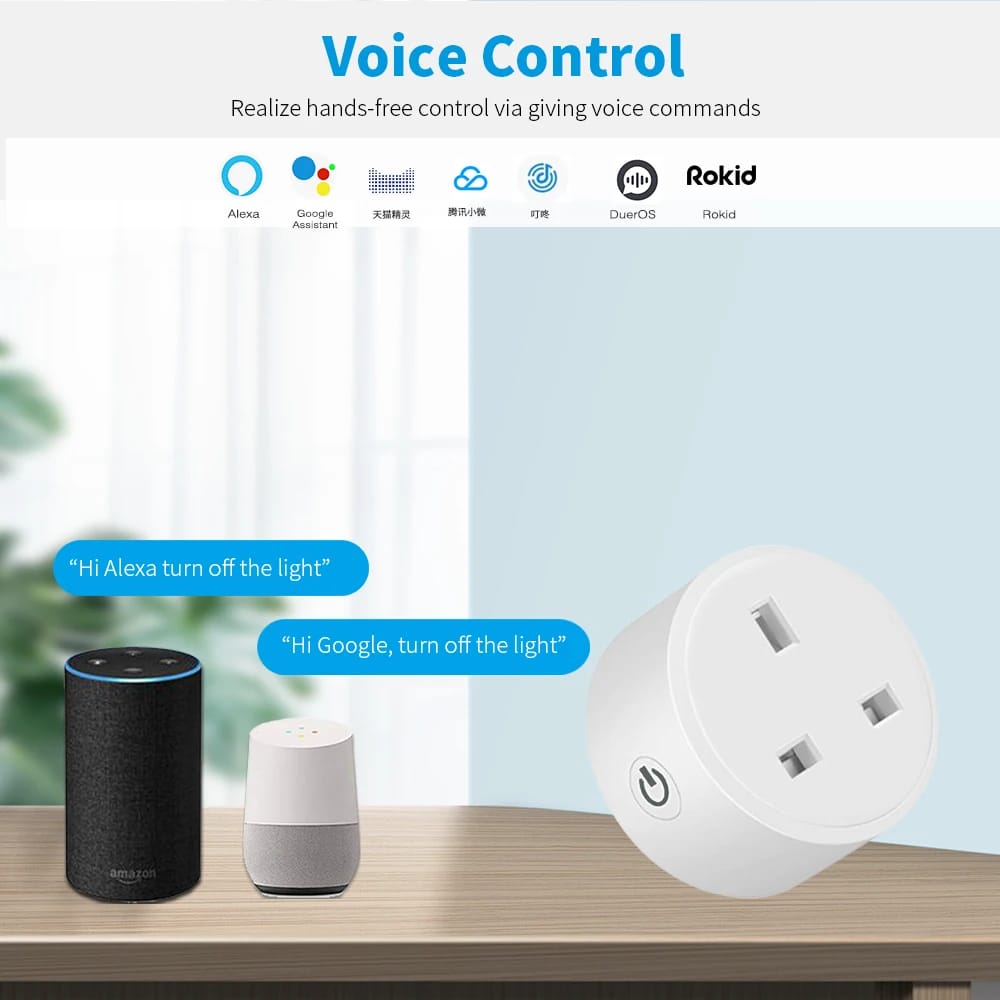 Voice Control
Realize hands-free control via giving voice commands
Rokid
Alexa
Google
Assistant
天猫精灵
腾讯小微
叮咚
DuerOS
Rokid
“Hi Alexa turn off the light”
“Hi Google, turn off the light”
amazon